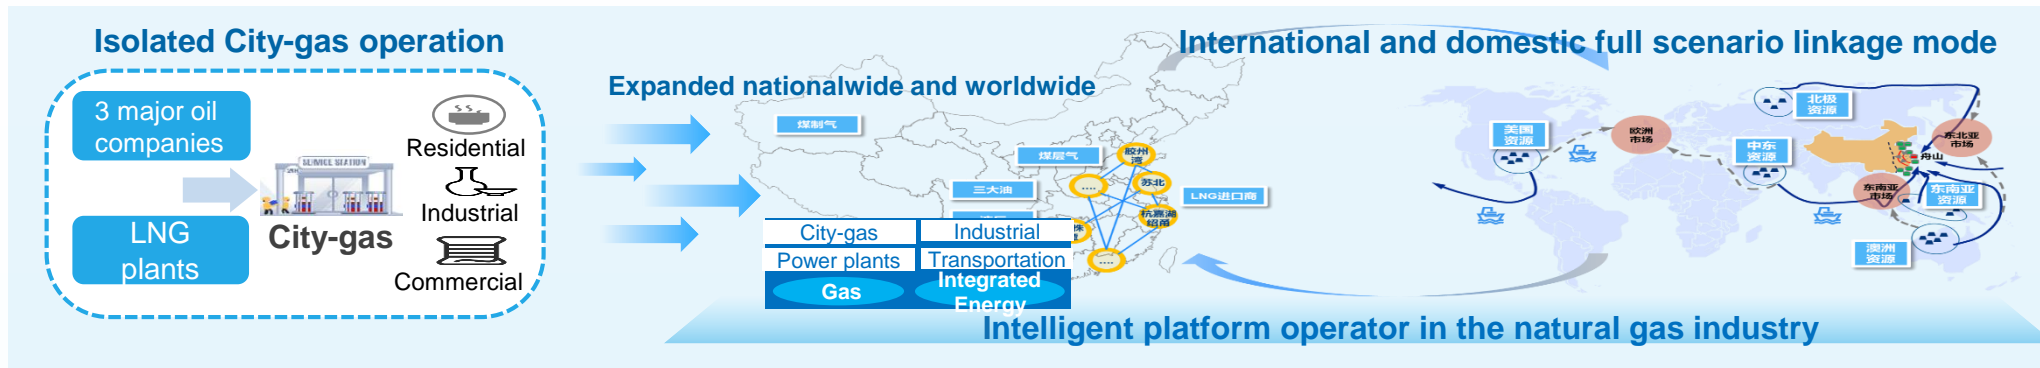 Isolated City-gas operation
3 major oil
companies
LNG
plants
SERVICE STATION
City-gas
Residential
Industrial
Commercial
Expanded nationalwide and worldwide
煤制气
煤层气
三大油
胶州
湾
....
苏北
杭嘉湖
绍甬
株
....
LNG进口商
City-gas
Industrial
Power plants
Transportation
Gas
Integrated
Energy
International and domestic full scenario linkage mode
美国
资源
欧洲
市场
中东
资源
北极
资源
东北亚
市场
舟山
东南亚
市场
东南亚
资源
澳洲
资源
Intelligent platform operator in the natural gas industry